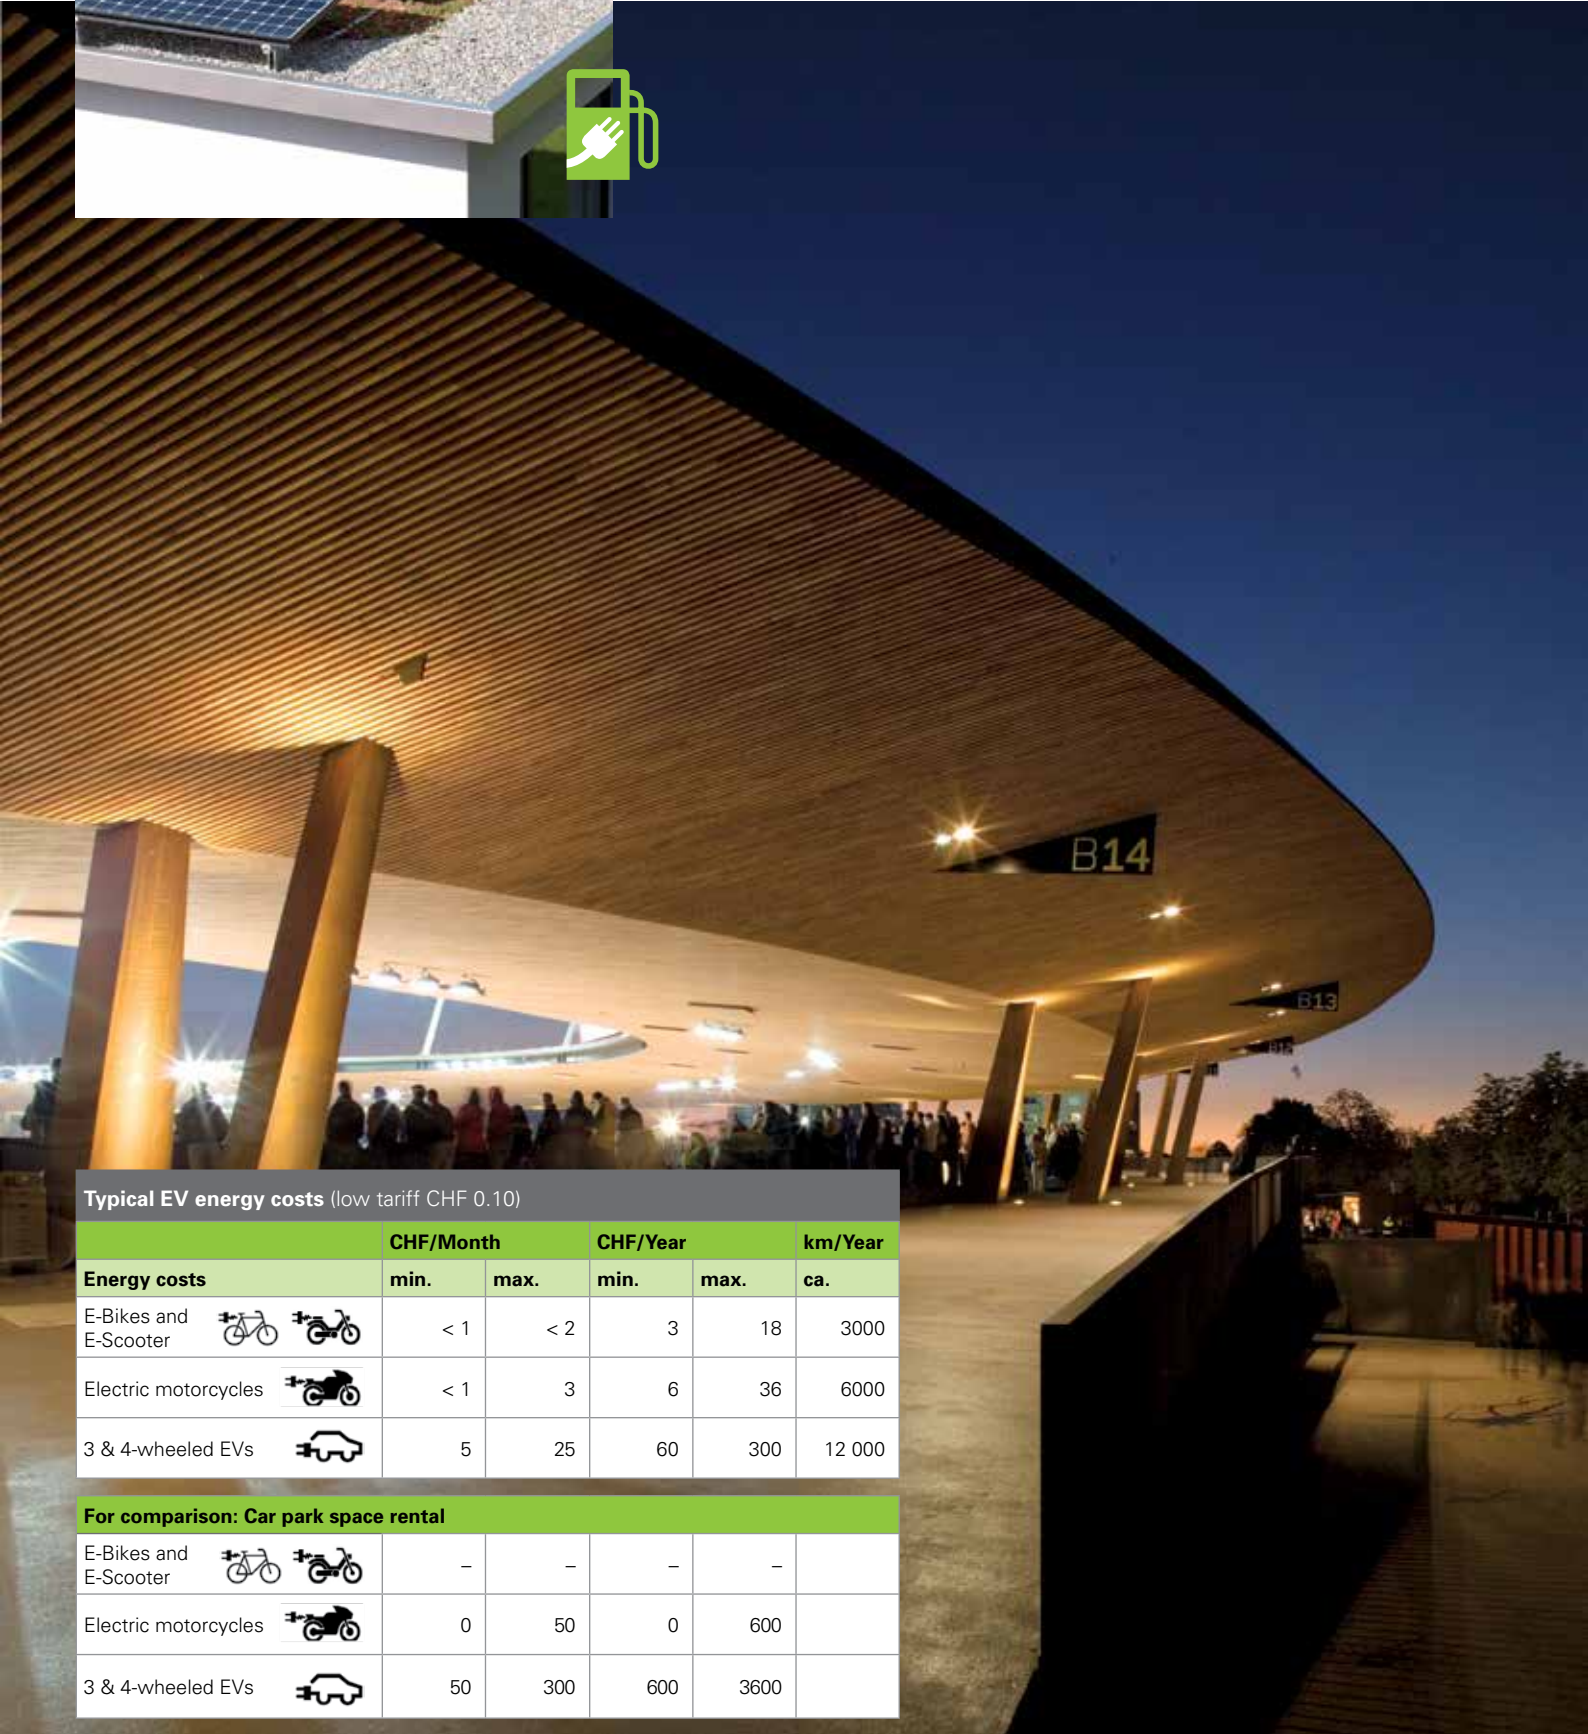 B14
B13
B12
Typical EV energy costs (low tariff CHF 0.10)
CHF/Month CHF/Year km/Year
Energy costs min. max. min. max. ca.
E-Bikes and
E-Scooter < 1 < 2 3 18 3000
Electric motorcycles < 1 3 6 36 6000
3 & 4-wheeled EVs 5 25 60 300 12 000
For comparison: Car park space rental
E-Bikes and
E-Scooter – – – –
Electric motorcycles 0 50 0 600
3 & 4-wheeled EVs 50 300 600 3600